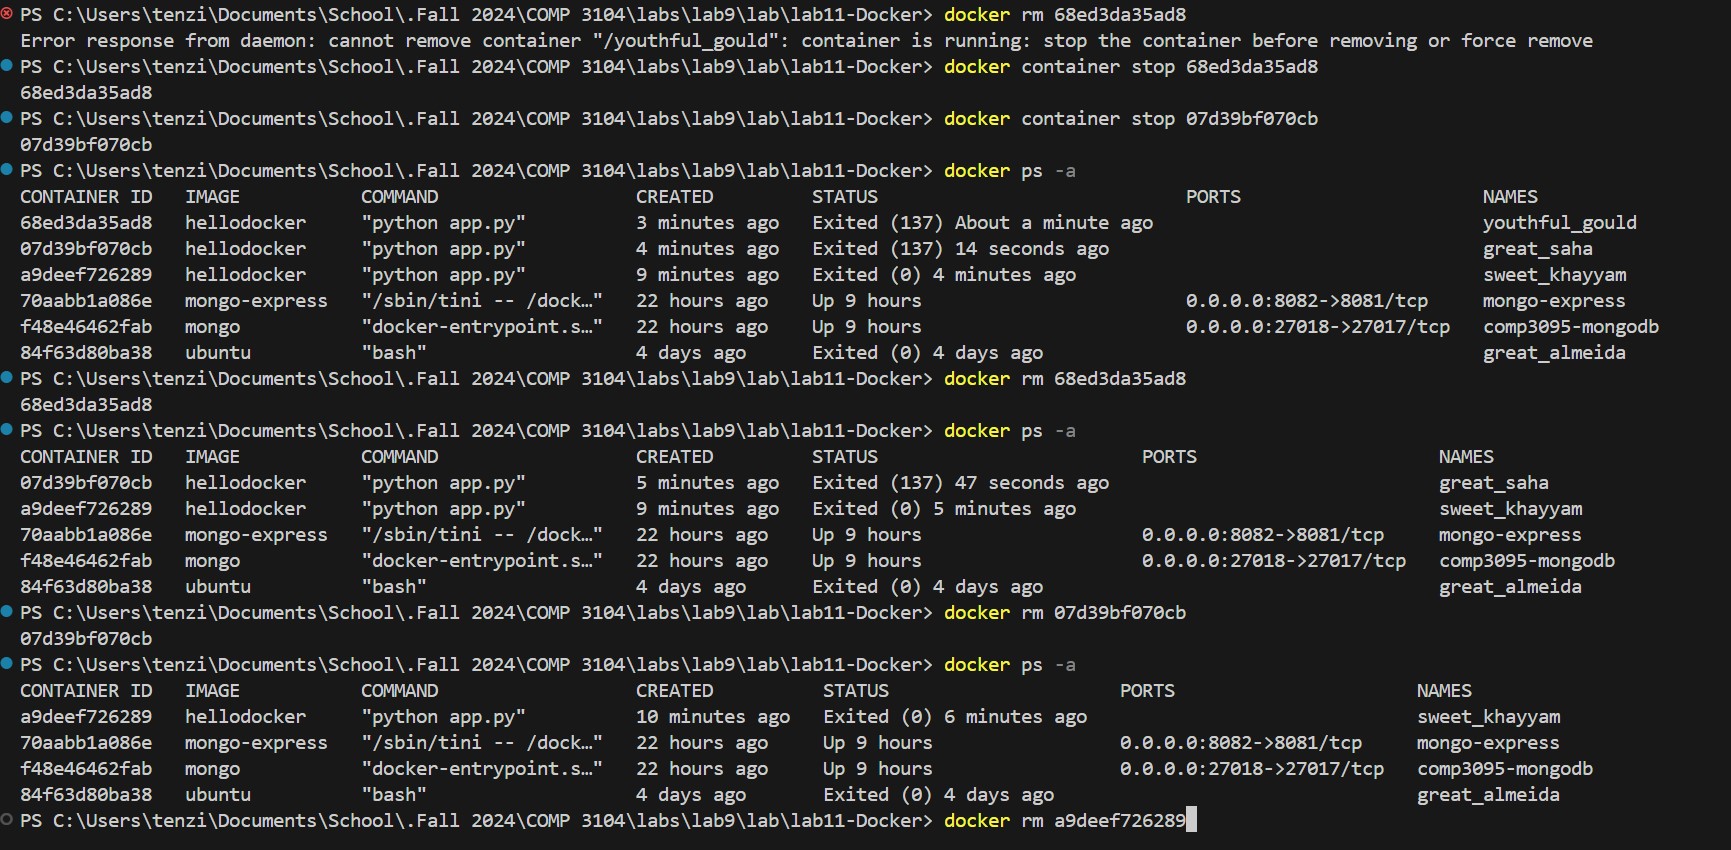 PS C:\Users\tenzi\Documents\School\.Fall 2024\COMP 3104\labs\lab9\lab\lab11-Docker> docker rm 68ed3da35ad8
Error response from daemon: cannot remove container "/youthful_gould": container is running: stop the container before removing or force remove
PS C:\Users\tenzi\Documents\School\.Fall 2024\COMP 3104\labs\lab9\lab\lab11-Docker> docker container stop 68ed3da35ad8
68ed3da35ad8
PS C:\Users\tenzi\Documents\School\.Fall 2024\COMP 3104\labs\lab9\lab\lab11-Docker> docker container stop 07d39bf070cb
07d39bf070cb
PS C:\Users\tenzi\Documents\School\.Fall 2024\COMP 3104\labs\lab9\lab\lab11-Docker> docker ps -a
CONTAINER ID   IMAGE           COMMAND                  CREATED         STATUS                            PORTS                      NAMES
68ed3da35ad8   hellodocker     "python app.py"          3 minutes ago   Exited (137) About a minute ago                              youthful_gould
07d39bf070cb   hellodocker     "python app.py"          4 minutes ago   Exited (137) 14 seconds ago                                  great_saha
a9deef726289   hellodocker     "python app.py"          9 minutes ago   Exited (0) 4 minutes ago                                     sweet_khayyam
70aabb1a086e   mongo-express   "/sbin/tini -- /dock…"   22 hours ago    Up 9 hours                        0.0.0.0:8082->8081/tcp     mongo-express
f48e46462fab   mongo           "docker-entrypoint.s…"   22 hours ago    Up 9 hours                        0.0.0.0:27018->27017/tcp   comp3095-mongodb
84f63d80ba38   ubuntu          "bash"                   4 days ago      Exited (0) 4 days ago                                        great_almeida
PS C:\Users\tenzi\Documents\School\.Fall 2024\COMP 3104\labs\lab9\lab\lab11-Docker> docker rm 68ed3da35ad8
68ed3da35ad8
PS C:\Users\tenzi\Documents\School\.Fall 2024\COMP 3104\labs\lab9\lab\lab11-Docker> docker ps -a
CONTAINER ID   IMAGE           COMMAND                  CREATED         STATUS                        PORTS                      NAMES
07d39bf070cb   hellodocker     "python app.py"          5 minutes ago   Exited (137) 47 seconds ago                              great_saha
a9deef726289   hellodocker     "python app.py"          9 minutes ago   Exited (0) 5 minutes ago                                 sweet_khayyam
70aabb1a086e   mongo-express   "/sbin/tini -- /dock…"   22 hours ago    Up 9 hours                    0.0.0.0:8082->8081/tcp     mongo-express
f48e46462fab   mongo           "docker-entrypoint.s…"   22 hours ago    Up 9 hours                    0.0.0.0:27018->27017/tcp   comp3095-mongodb
84f63d80ba38   ubuntu          "bash"                   4 days ago      Exited (0) 4 days ago                                    great_almeida
PS C:\Users\tenzi\Documents\School\.Fall 2024\COMP 3104\labs\lab9\lab\lab11-Docker> docker rm 07d39bf070cb
07d39bf070cb
PS C:\Users\tenzi\Documents\School\.Fall 2024\COMP 3104\labs\lab9\lab\lab11-Docker> docker ps -a
CONTAINER ID   IMAGE           COMMAND                  CREATED          STATUS                     PORTS                      NAMES
a9deef726289   hellodocker     "python app.py"          10 minutes ago   Exited (0) 6 minutes ago                              sweet_khayyam
70aabb1a086e   mongo-express   "/sbin/tini -- /dock…"   22 hours ago     Up 9 hours                 0.0.0.0:8082->8081/tcp     mongo-express
f48e46462fab   mongo           "docker-entrypoint.s…"   22 hours ago     Up 9 hours                 0.0.0.0:27018->27017/tcp   comp3095-mongodb
84f63d80ba38   ubuntu          "bash"                   4 days ago       Exited (0) 4 days ago                                 great_almeida
PS C:\Users\tenzi\Documents\School\.Fall 2024\COMP 3104\labs\lab9\lab\lab11-Docker> docker rm a9deef726289